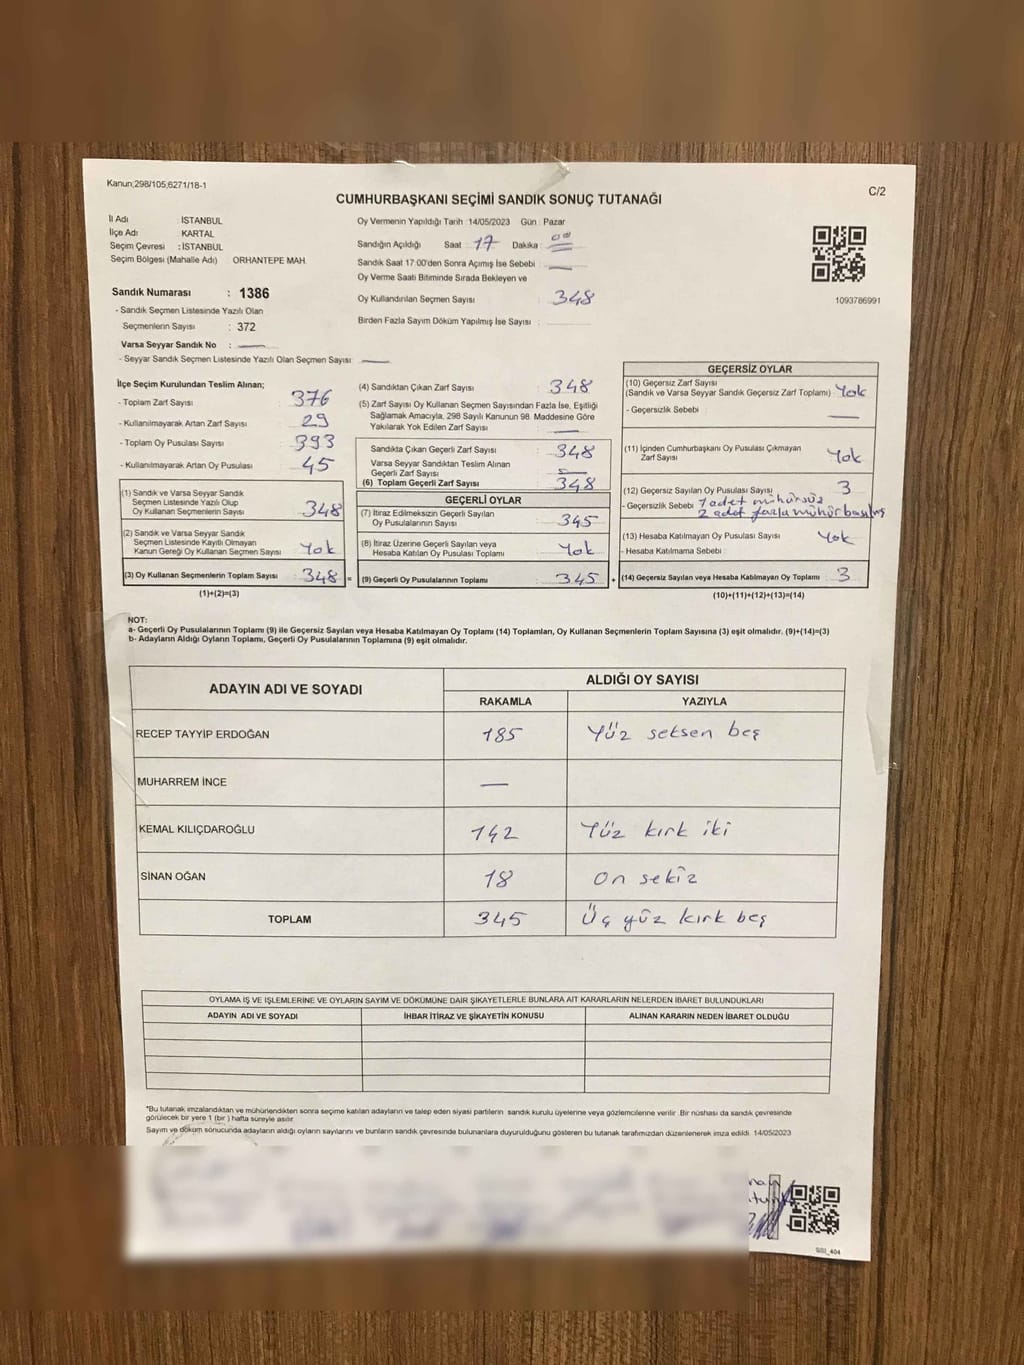 Kanun;298/105,6271/18-1
C/2
CUMHURBAŞKANI SEÇİMİ SANDIK SONUÇ TUTANAĞI
İl Adı : İSTANBUL
İlçe Adı : KARTAL
Seçim Çevresi : İSTANBUL
Seçim Bölgesi (Mahalle Adı) ORHANTEPE MAH.
Sandık Numarası : 1386
- Sandık Seçmen Listesinde Yazılı Olan
Seçmenlerin Sayısı : 372
Varsa Seyyar Sandık No : —
- Seyyar Sandık Seçmen Listesinde Yazılı Olan Seçmen Sayısı: —
Oy Vermenin Yapıldığı Tarih : 14/05/2023 Gün : Pazar
Sandığın Açıldığı Saat : 17 Dakika : 00
Sandık Saat 17:00'den Sonra Açımış İse Sebebi : —
Oy Verme Saati Bitiminde Sırada Bekleyen ve
Oy Kullandırılan Seçmen Sayısı : 348
Birden Fazla Sayım Döküm Yapılmış İse Sayısı :
1093786991
İlçe Seçim Kurulundan Teslim Alınan;
- Toplam Zarf Sayısı : 376
- Kullanılmayarak Artan Zarf Sayısı : 29
- Toplam Oy Pusulası Sayısı : 393
- Kullanılmayarak Artan Oy Pusulası : 45
(1) Sandık ve Varsa Seyyar Sandık
Seçmen Listesinde Yazılı Olup
Oy Kullanan Seçmenlerin Sayısı : 348
(2) Sandık ve Varsa Seyyar Sandık
Seçmen Listesinde Kayıtlı Olmayan
Kanun Gereği Oy Kullanan Seçmen Sayısı : Yok
(3) Oy Kullanan Seçmenlerin Toplam Sayısı : 348 =
(1)+(2)=(3)
(4) Sandıktan Çıkan Zarf Sayısı : 348
(5) Zarf Sayısı Oy Kullanan Seçmen Sayısından Fazla İse, Eşitliği
Sağlamak Amacıyla, 298 Sayılı Kanunun 98. Maddesine Göre
Yakılarak Yok Edilen Zarf Sayısı : —
Sandıkta Çıkan Geçerli Zarf Sayısı : 348
Varsa Seyyar Sandıktan Teslim Alınan
Geçerli Zarf Sayısı : —
(6) Toplam Geçerli Zarf Sayısı : 348
GEÇERLİ OYLAR
(7) İtiraz Edilmeksizin Geçerli Sayılan
Oy Pusulalarının Sayısı : 345
(8) İtiraz Üzerine Geçerli Sayılan veya
Hesaba Katılan Oy Pusulası Toplamı : Yok
(9) Geçerli Oy Pusulalarının Toplamı : 345 +
GEÇERSİZ OYLAR
(10) Geçersiz Zarf Sayısı
(Sandık ve Varsa Seyyar Sandık Geçersiz Zarf Toplamı) : Yok
- Geçersizlik Sebebi : —
(11) İçinden Cumhurbaşkanı Oy Pusulası Çıkmayan
Zarf Sayısı : Yok
(12) Geçersiz Sayılan Oy Pusulası Sayısı : 3
- Geçersizlik Sebebi : 1 adet mühürsüz
2 adet fazla mühür basılmış
(13) Hesaba Katılmayan Oy Pusulası Sayısı : Yok
- Hesaba Katılmama Sebebi :
(14) Geçersiz Sayılan veya Hesaba Katılmayan Oy Toplamı : 3
(10)+(11)+(12)+(13)=(14)
NOT:
a- Geçerli Oy Pusulalarının Toplamı (9) ile Geçersiz Sayılan veya Hesaba Katılmayan Oy Toplamı (14) Toplamları, Oy Kullanan Seçmenlerin Toplam Sayısına (3) eşit olmalıdır. (9)+(14)=(3)
b- Adayların Aldığı Oyların Toplamı, Geçerli Oy Pusulalarının Toplamına (9) eşit olmalıdır.
ADAYIN ADI VE SOYADI ALDIĞI OY SAYISI
RAKAMLA YAZIYLA
RECEP TAYYİP ERDOĞAN 185 Yüz seksen beş
MUHARREM İNCE —
KEMAL KILIÇDAROĞLU 142 Yüz kırk iki
SİNAN OĞAN 18 on sekiz
TOPLAM 345 Üç yüz kırk beş
OYLAMA İŞ VE İŞLEMLERİNE VE OYLARIN SAYIM VE DÖKÜMÜNE DAİR ŞİKAYETLERLE BUNLARA AİT KARARLARIN NELERDEN İBARET BULUNDUKLARI
ADAYIN ADI VE SOYADI İHBAR İTİRAZ VE ŞİKAYETİN KONUSU ALINAN KARARIN NEDEN İBARET OLDUĞU
*Bu tutanak imzalandıktan ve mühürlendikten sonra seçime katılan adayların ve talep eden siyasi partilerin sandık kurulu üyelerine veya gözlemcilerine verilir .Bir nüshası da sandık çevresinde
görülecek bir yere 1 (bir ) hafta süreyle asılır.
Sayım ve döküm sonucunda adayların aldığı oyların sayılarını ve bunların sandık çevresinde bulunanlara duyurulduğunu gösteren bu tutanak tarafımızdan düzenlenerek imza edildi. 14/05/2023
SSI_404